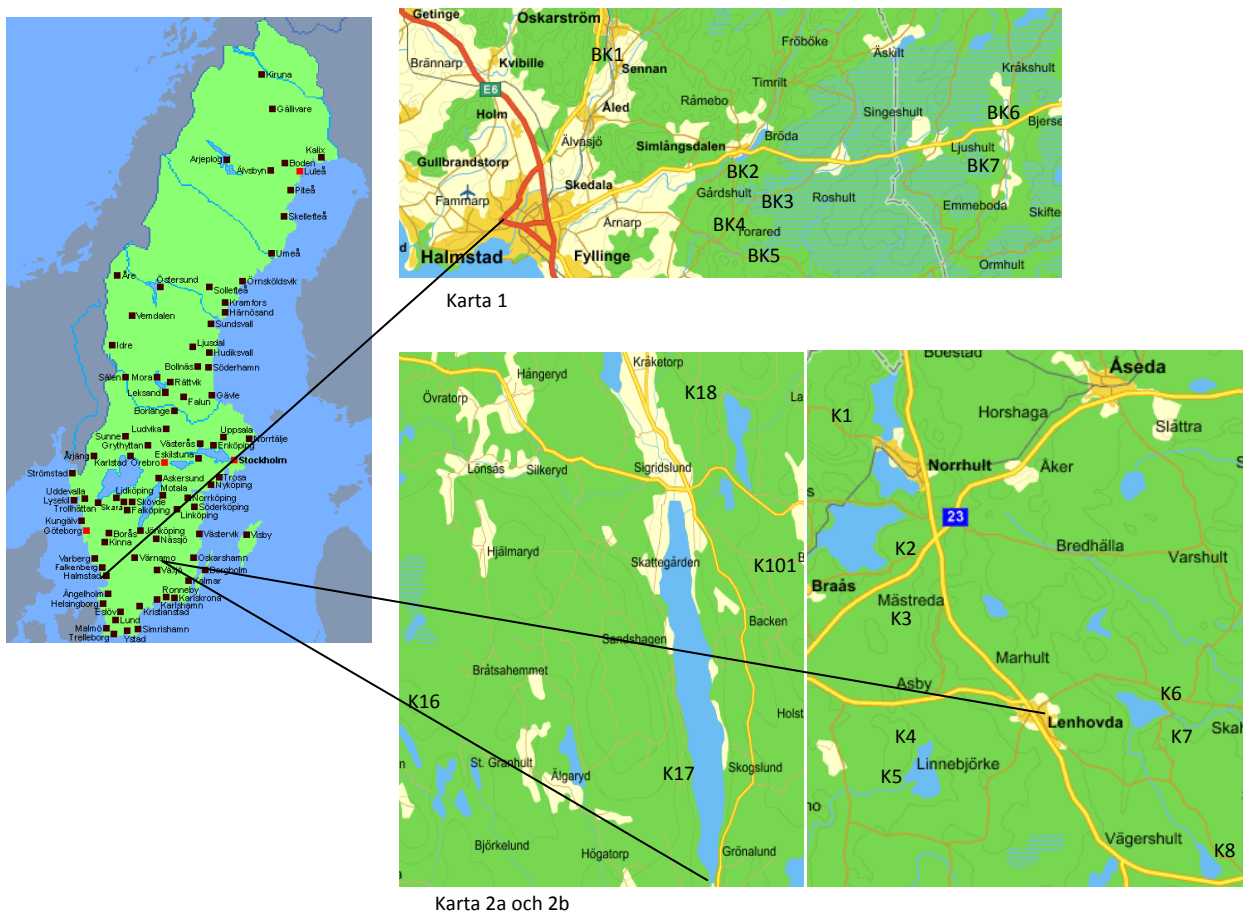 Kiruna
Gällivare
Kalix
Arjeplog
Boden
Älvsbyn
Luleå
Piteå
Skellefteå
Umeå
Åre
Östersund
Örnsköldsvik
Sollefteå
Kramfors
Härnösand
Vemdalen
Sundsvall
Idre
Ljusdal
Hudiksvall
Bollnäs
Söderhamn
Sälen
Mora
Rättvik
Leksand
Falun
Gävle
Borlänge
Ludvika
Uppsala
Sunne
Västerås
Norrtälje
Grythyttan
Enköping
Årjäng
Eskilstuna
Karlstad
Örebro
Stockholm
Strömstad
Askersund
Trosa
Motala
Nyköping
Uddevalla
Lidköping
Norrköping
Lysekil
Skara
Skövde
Söderköping
Trollhättan
Falköping
Linköping
Kungälv
Göteborg
Borås
Jönköping
Västervik
Visby
Kinna
Nässjö
Varberg
Värnamo
Oskarshamn
Falkenberg
Växjö
Borgholm
Halmstad
Kalmar
Ängelholm
Ronneby
Helsingborg
Karlskrona
Karlshamn
Eslöv
Kristianstad
Lund
Malmö
Simrishamn
Trelleborg
Ystad
Getinge
Oskarström
Fröböke
Äskilt
Brännarp
Kvibille
BK1
Sennan
Kråkshult
E6
Timrilt
Holm
Åled
Råmebo
Singeshult
BK6
Bjerse
Gullbrandstorp
Älvasjö
Simlångsdalen
Bröda
Ljushult
BK2
BK7
Skedala
Fammarp
Gårdshult
BK3
Roshult
Emmeboda
Skifte
Arnarp
BK4
Torared
d
Halmstad
Fyllinge
BK5
Ormhult
Karta 1
Kråketorp
Hångeryd
K18
Övratorp
La
Lönsås
Silkeryd
Sigridslund
Hjälmaryd
Skattegården
K101
B
Sandshagen
Backen
Bråtsahemmet
K16
Holst
St. Granhult
Älgaryd
K17
Skogslund
Björkelund
Högatorp
Grönalund
Boestad
Åseda
K1
Horshaga
Slättra
Norrhult
Åker
23
K2
Bredhälla
Varshult
Braås
Mästreda
K3
Marhult
Asby
K6
Lenhovda
Skah
K4
K7
K5
Linnebjörke
mo
Vägershult
K8
Karta 2a och 2b